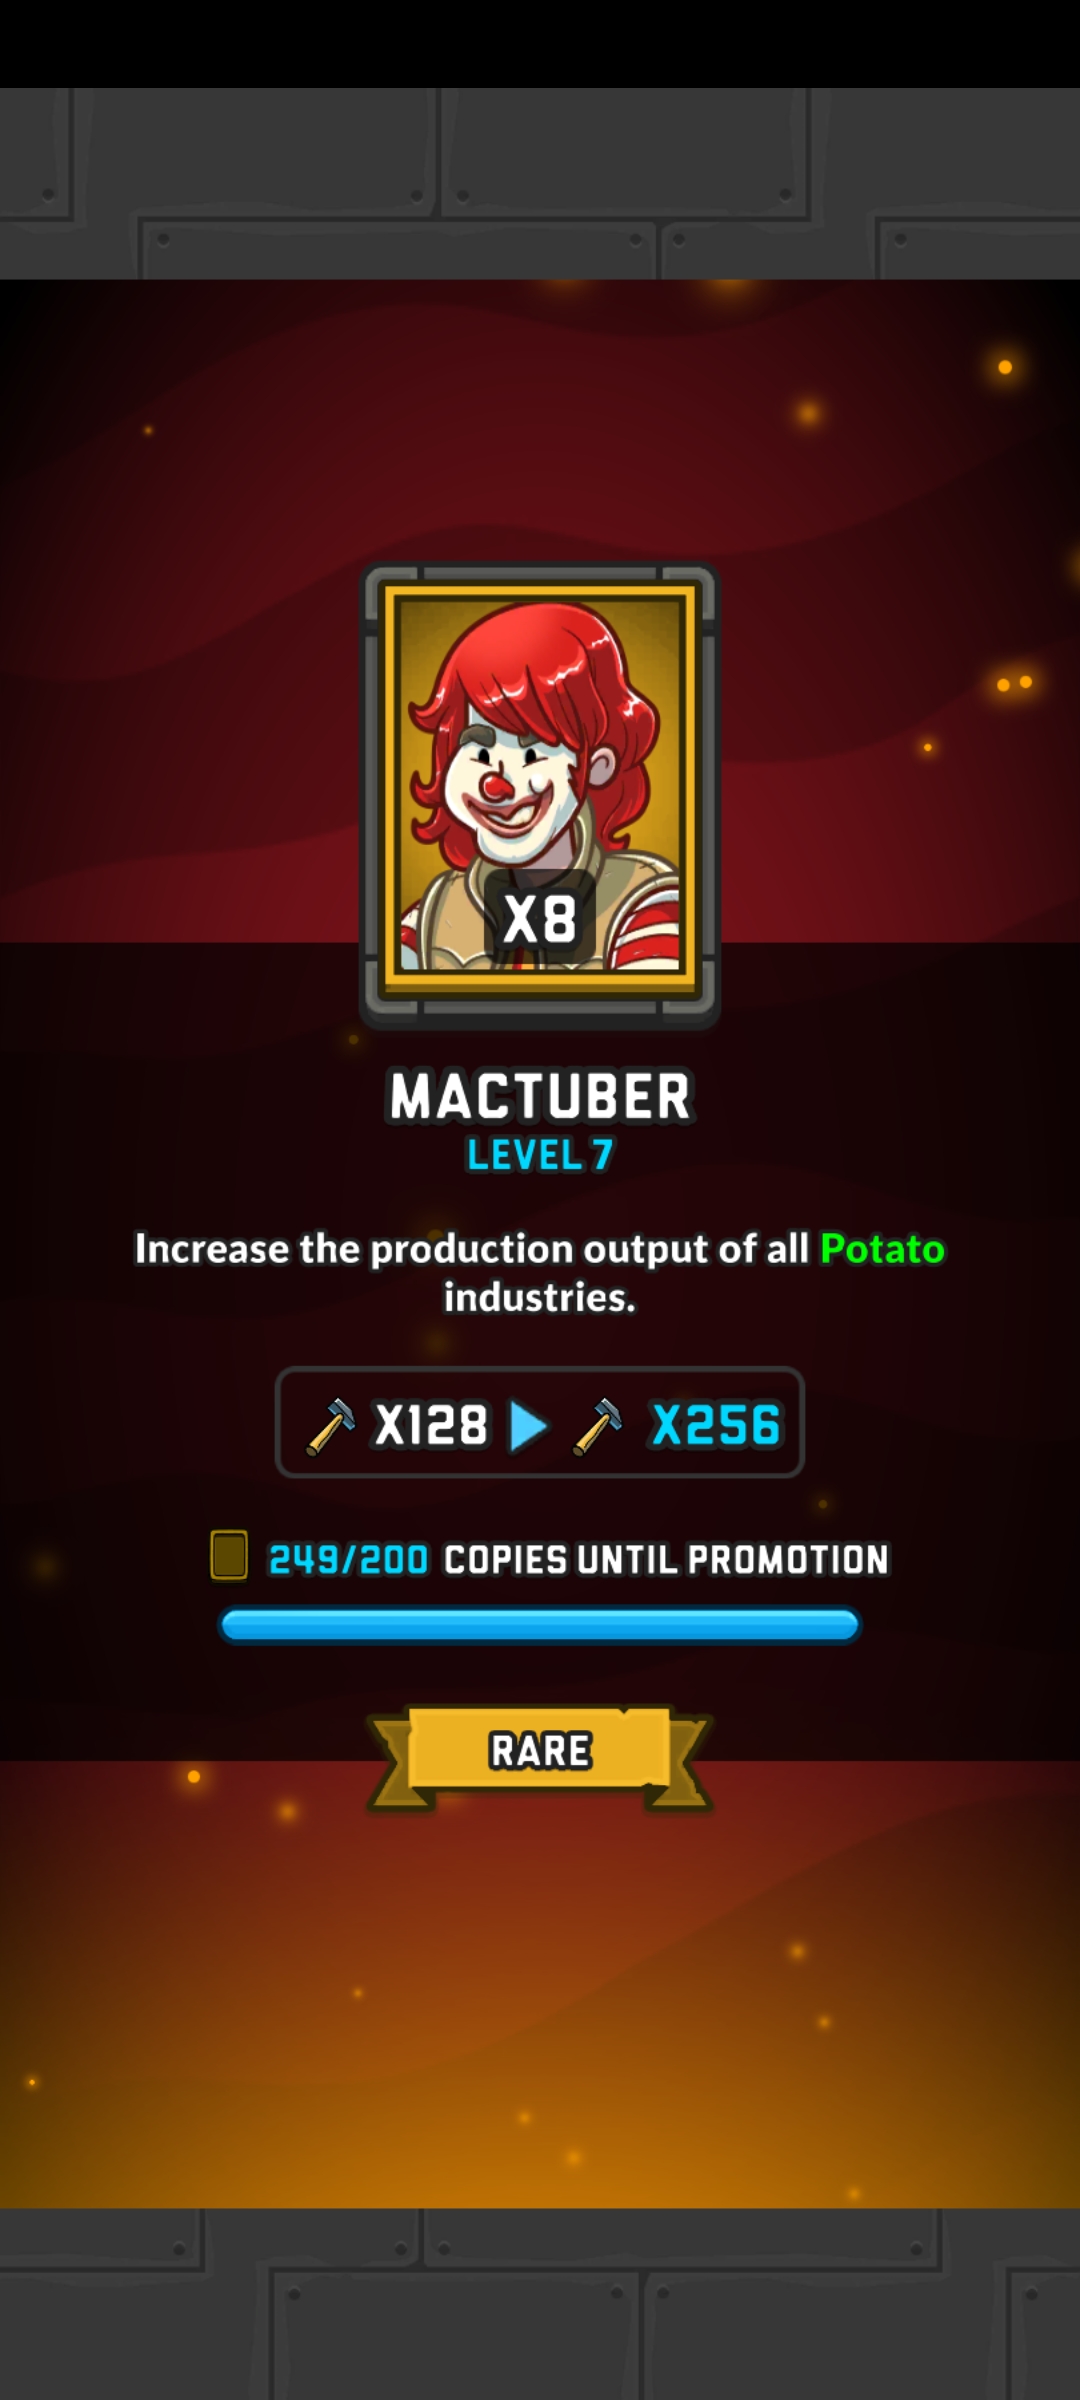 X8
MACTUBER
LEVEL 7
Increase the production output of all Potato
industries.
X128 X256
249/200 COPIES UNTIL PROMOTION
RARE